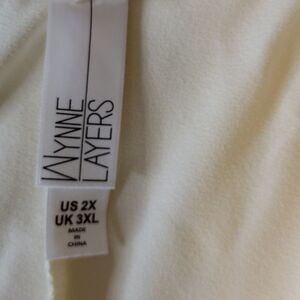 WYNNE
LAYERS
US 2X
UK 3XL
MADE
IN
CHINA